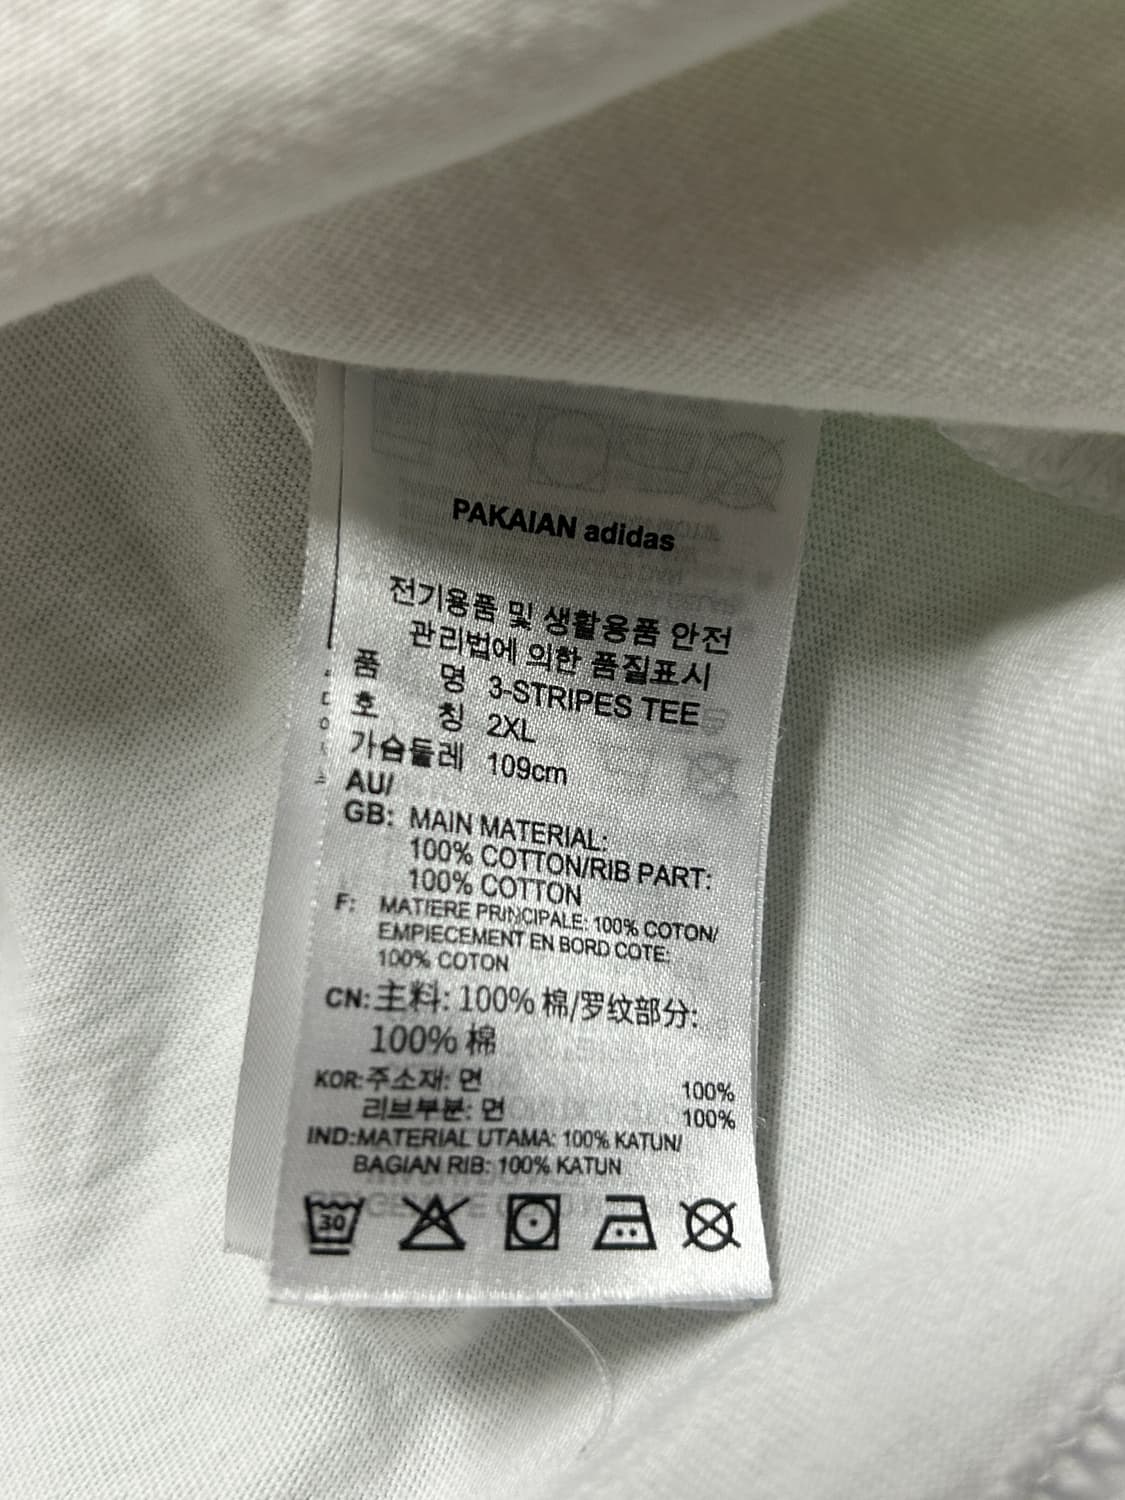 PAKAIAN adidas
전기용품 및 생활용품 안전
관리법에 의한 품질표시
품 명 3-STRIPES TEE
호 칭 2XL
가슴둘레 109cm
AU/
GB: MAIN MATERIAL:
100% COTTON/RIB PART:
100% COTTON
F: MATIERE PRINCIPALE: 100% COTON/
EMPIECEMENT EN BORD COTE:
100% COTON
CN:主料: 100% 棉/罗纹部分:
100% 棉
KOR:주소재: 면 100%
리브부분: 면 100%
IND:MATERIAL UTAMA: 100% KATUN/
BAGIAN RIB: 100% KATUN
30